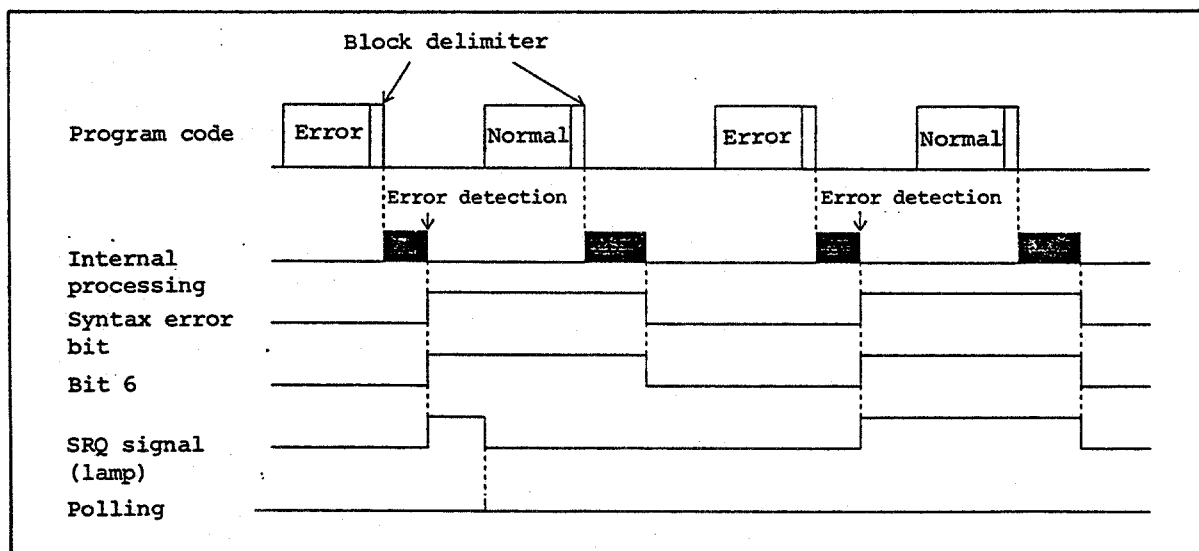 Block delimiter
Program code
Error
Normal
Error
Normal
Error detection
Error detection
Internal
processing
Syntax error
bit
Bit 6
SRQ signal
(lamp)
Polling